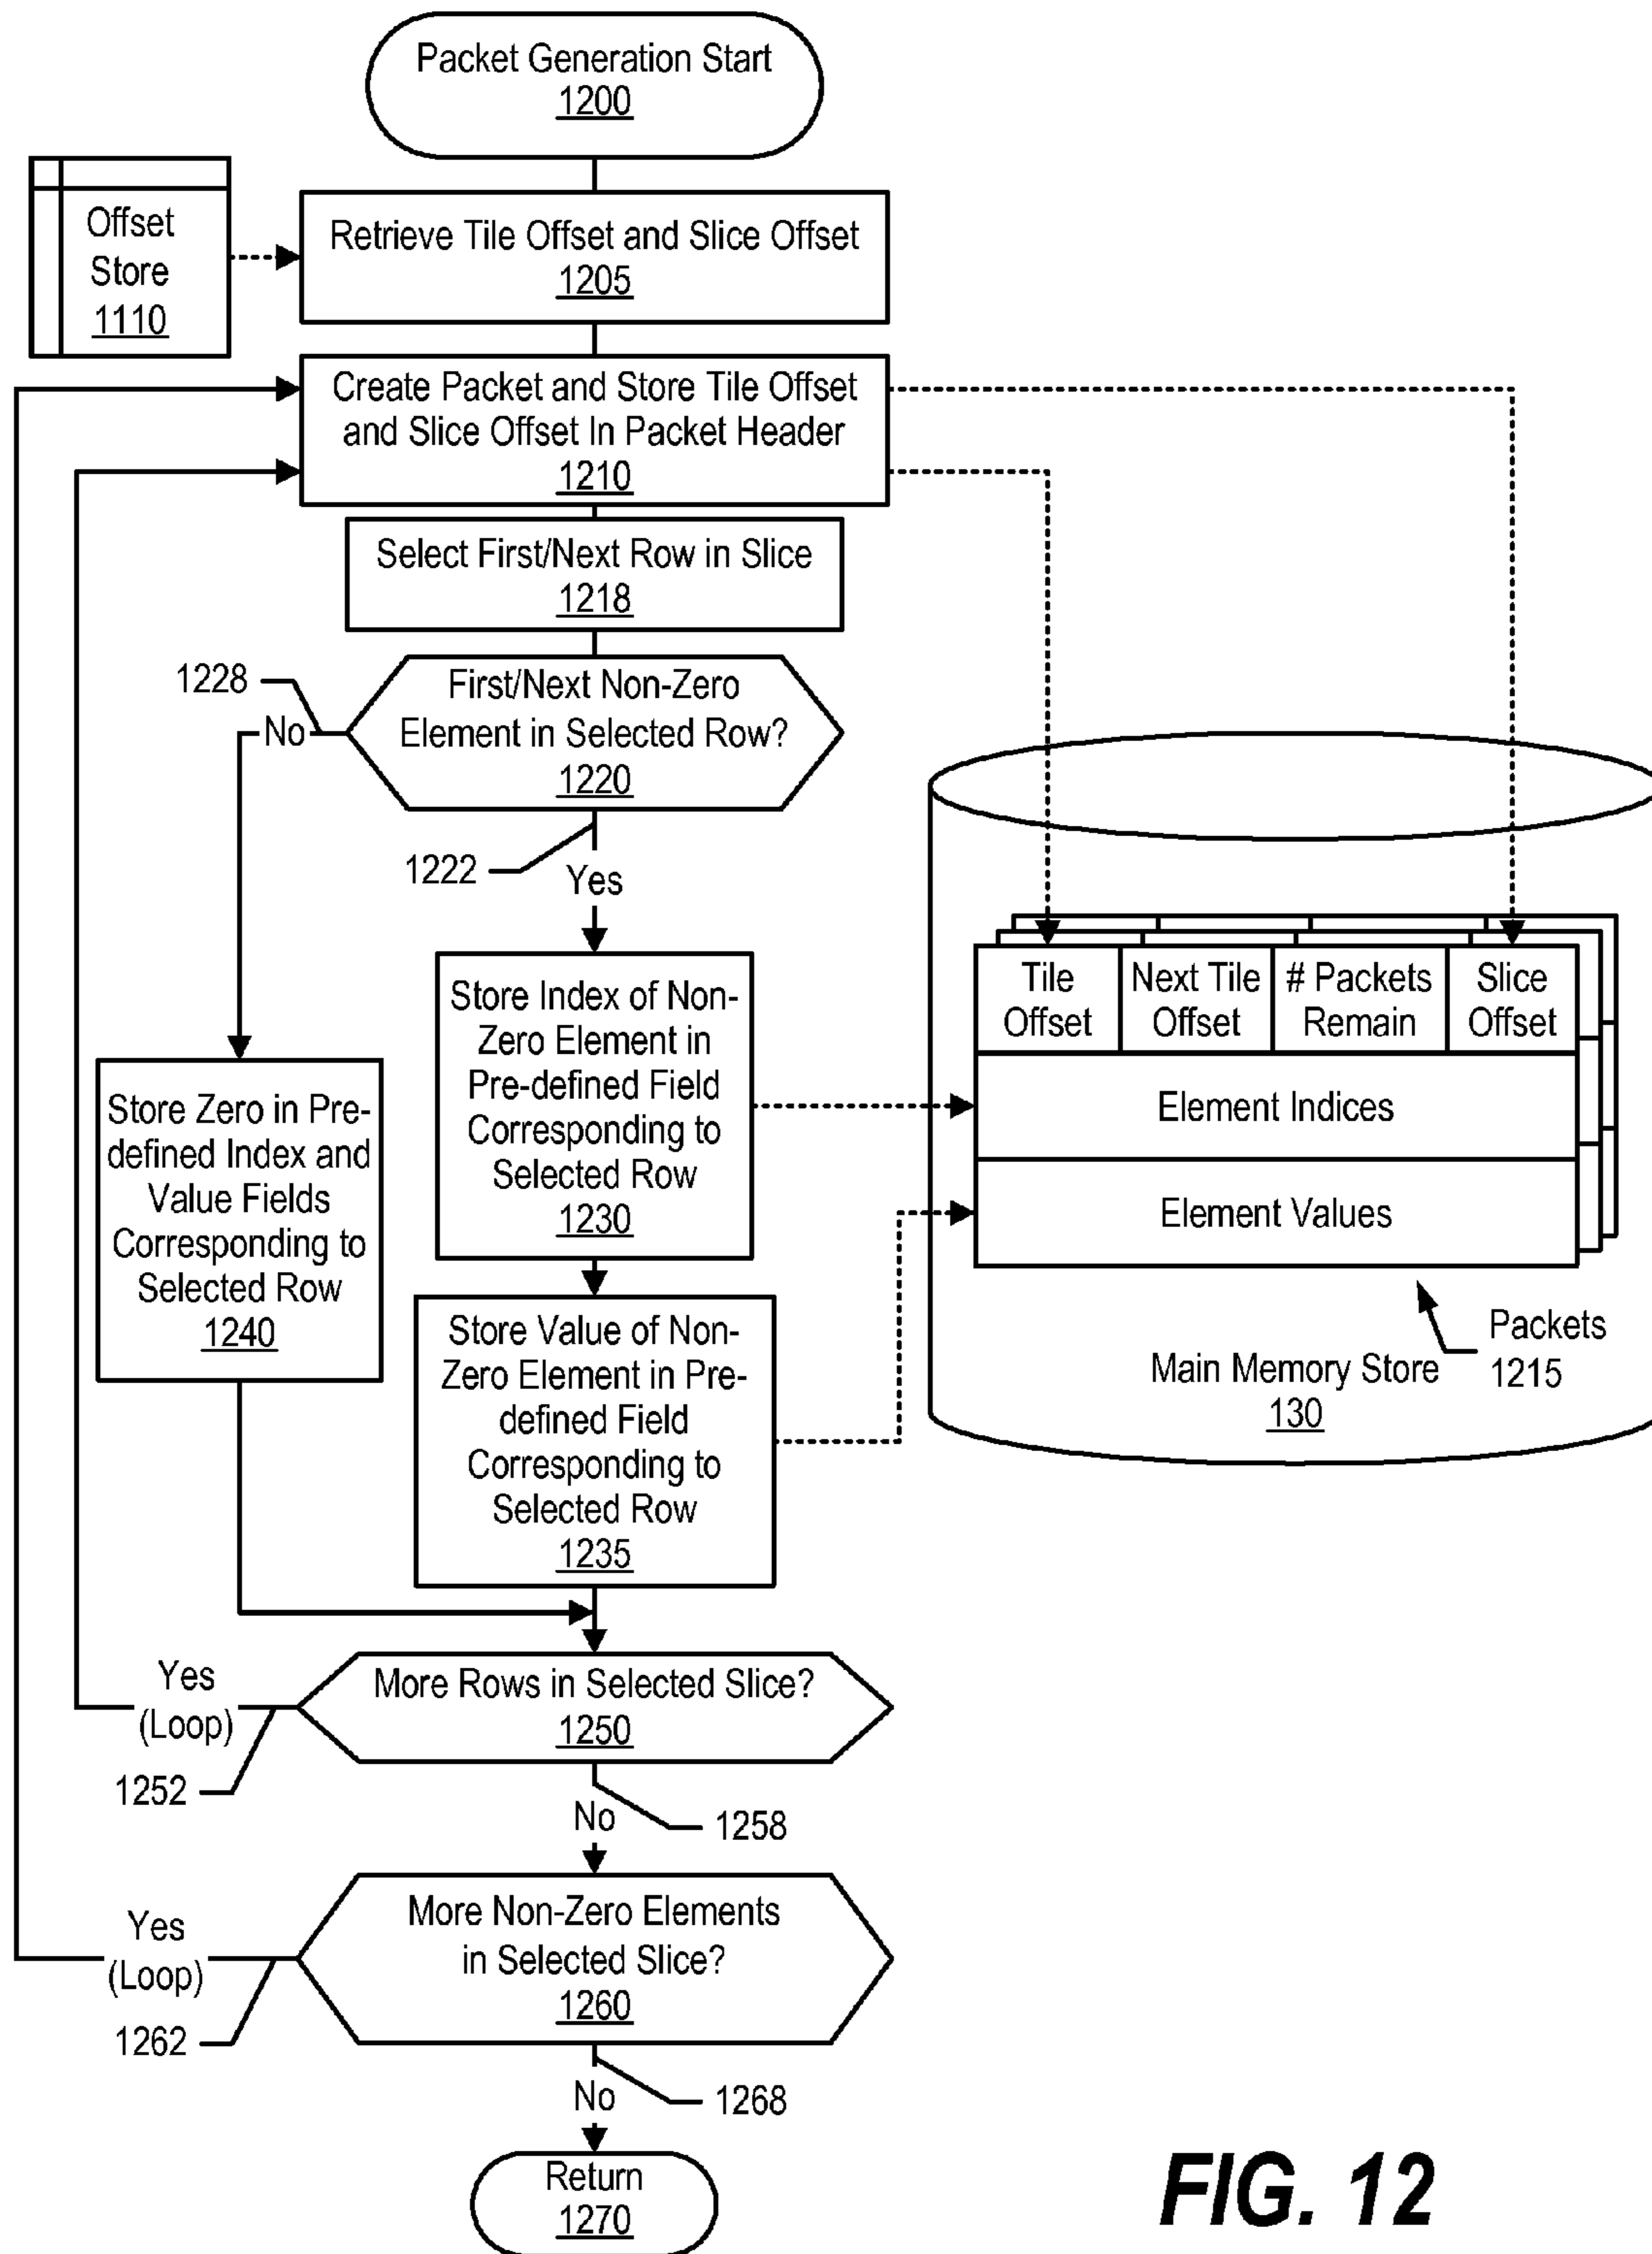 Packet Generation Start
1200
Offset
Store
1110
Retrieve Tile Offset and Slice Offset
1205
Create Packet and Store Tile Offset
and Slice Offset In Packet Header
1210
Select First/Next Row in Slice
1218
1228
No
First/Next Non-Zero
Element in Selected Row?
1220
1222
Yes
Store Index of Non-
Zero Element in
Pre-defined Field
Corresponding to
Selected Row
1230
Store Zero in Pre-
defined Index and
Value Fields
Corresponding to
Selected Row
1240
Store Value of Non-
Zero Element in Pre-
defined Field
Corresponding to
Selected Row
1235
Tile
Offset
Next Tile
Offset
# Packets
Remain
Slice
Offset
Element Indices
Element Values
Packets
1215
Main Memory Store
130
More Rows in Selected Slice?
1250
Yes
(Loop)
1252
No
1258
More Non-Zero Elements
in Selected Slice?
1260
Yes
(Loop)
1262
No
1268
Return
1270
FIG. 12